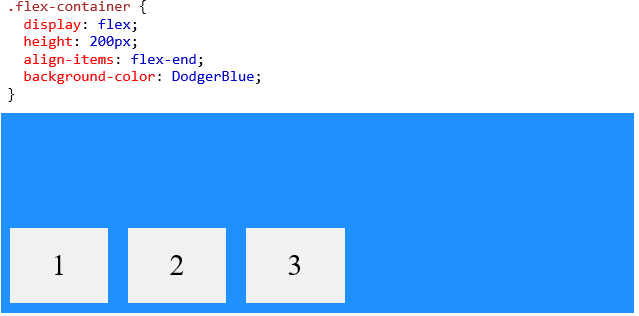 .flex-container {
  display: flex;
  height: 200px;
  align-items: flex-end;
  background-color: DodgerBlue;
}
1 2 3